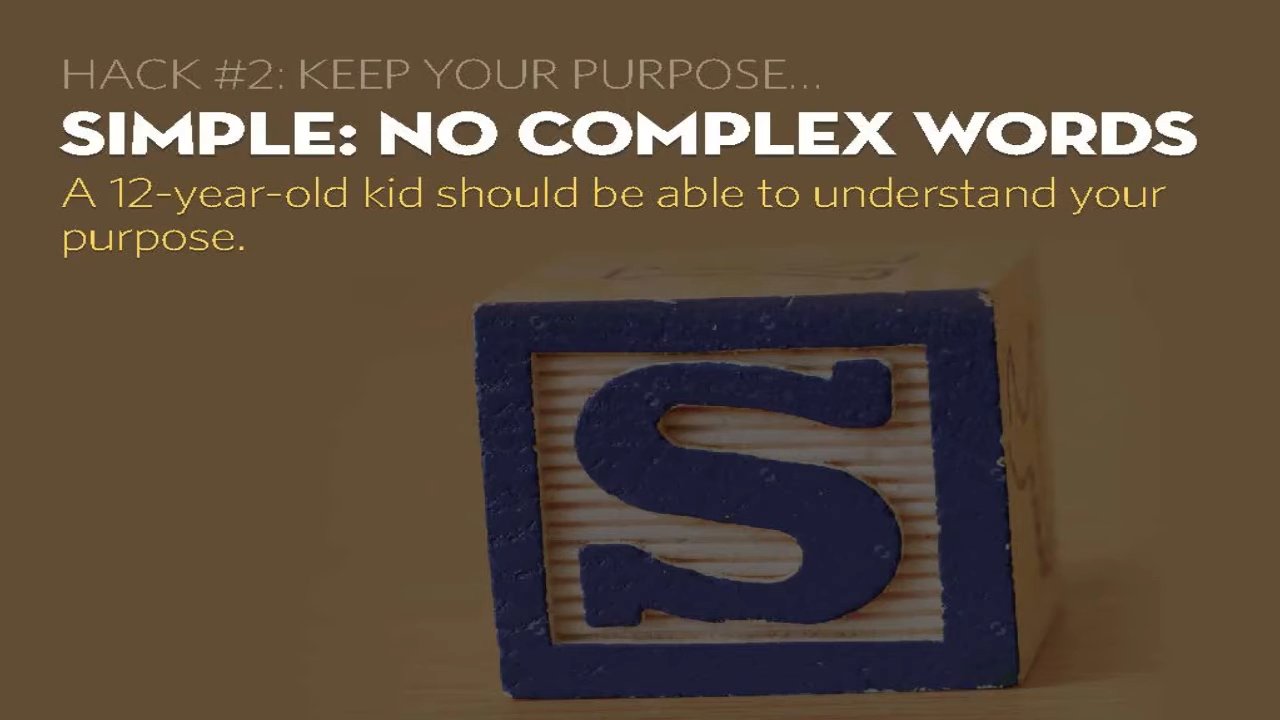 HACK #2: KEEP YOUR PURPOSE...
SIMPLE: NO COMPLEX WORDS
A 12-year-old kid should be able to understand your
purpose.
S